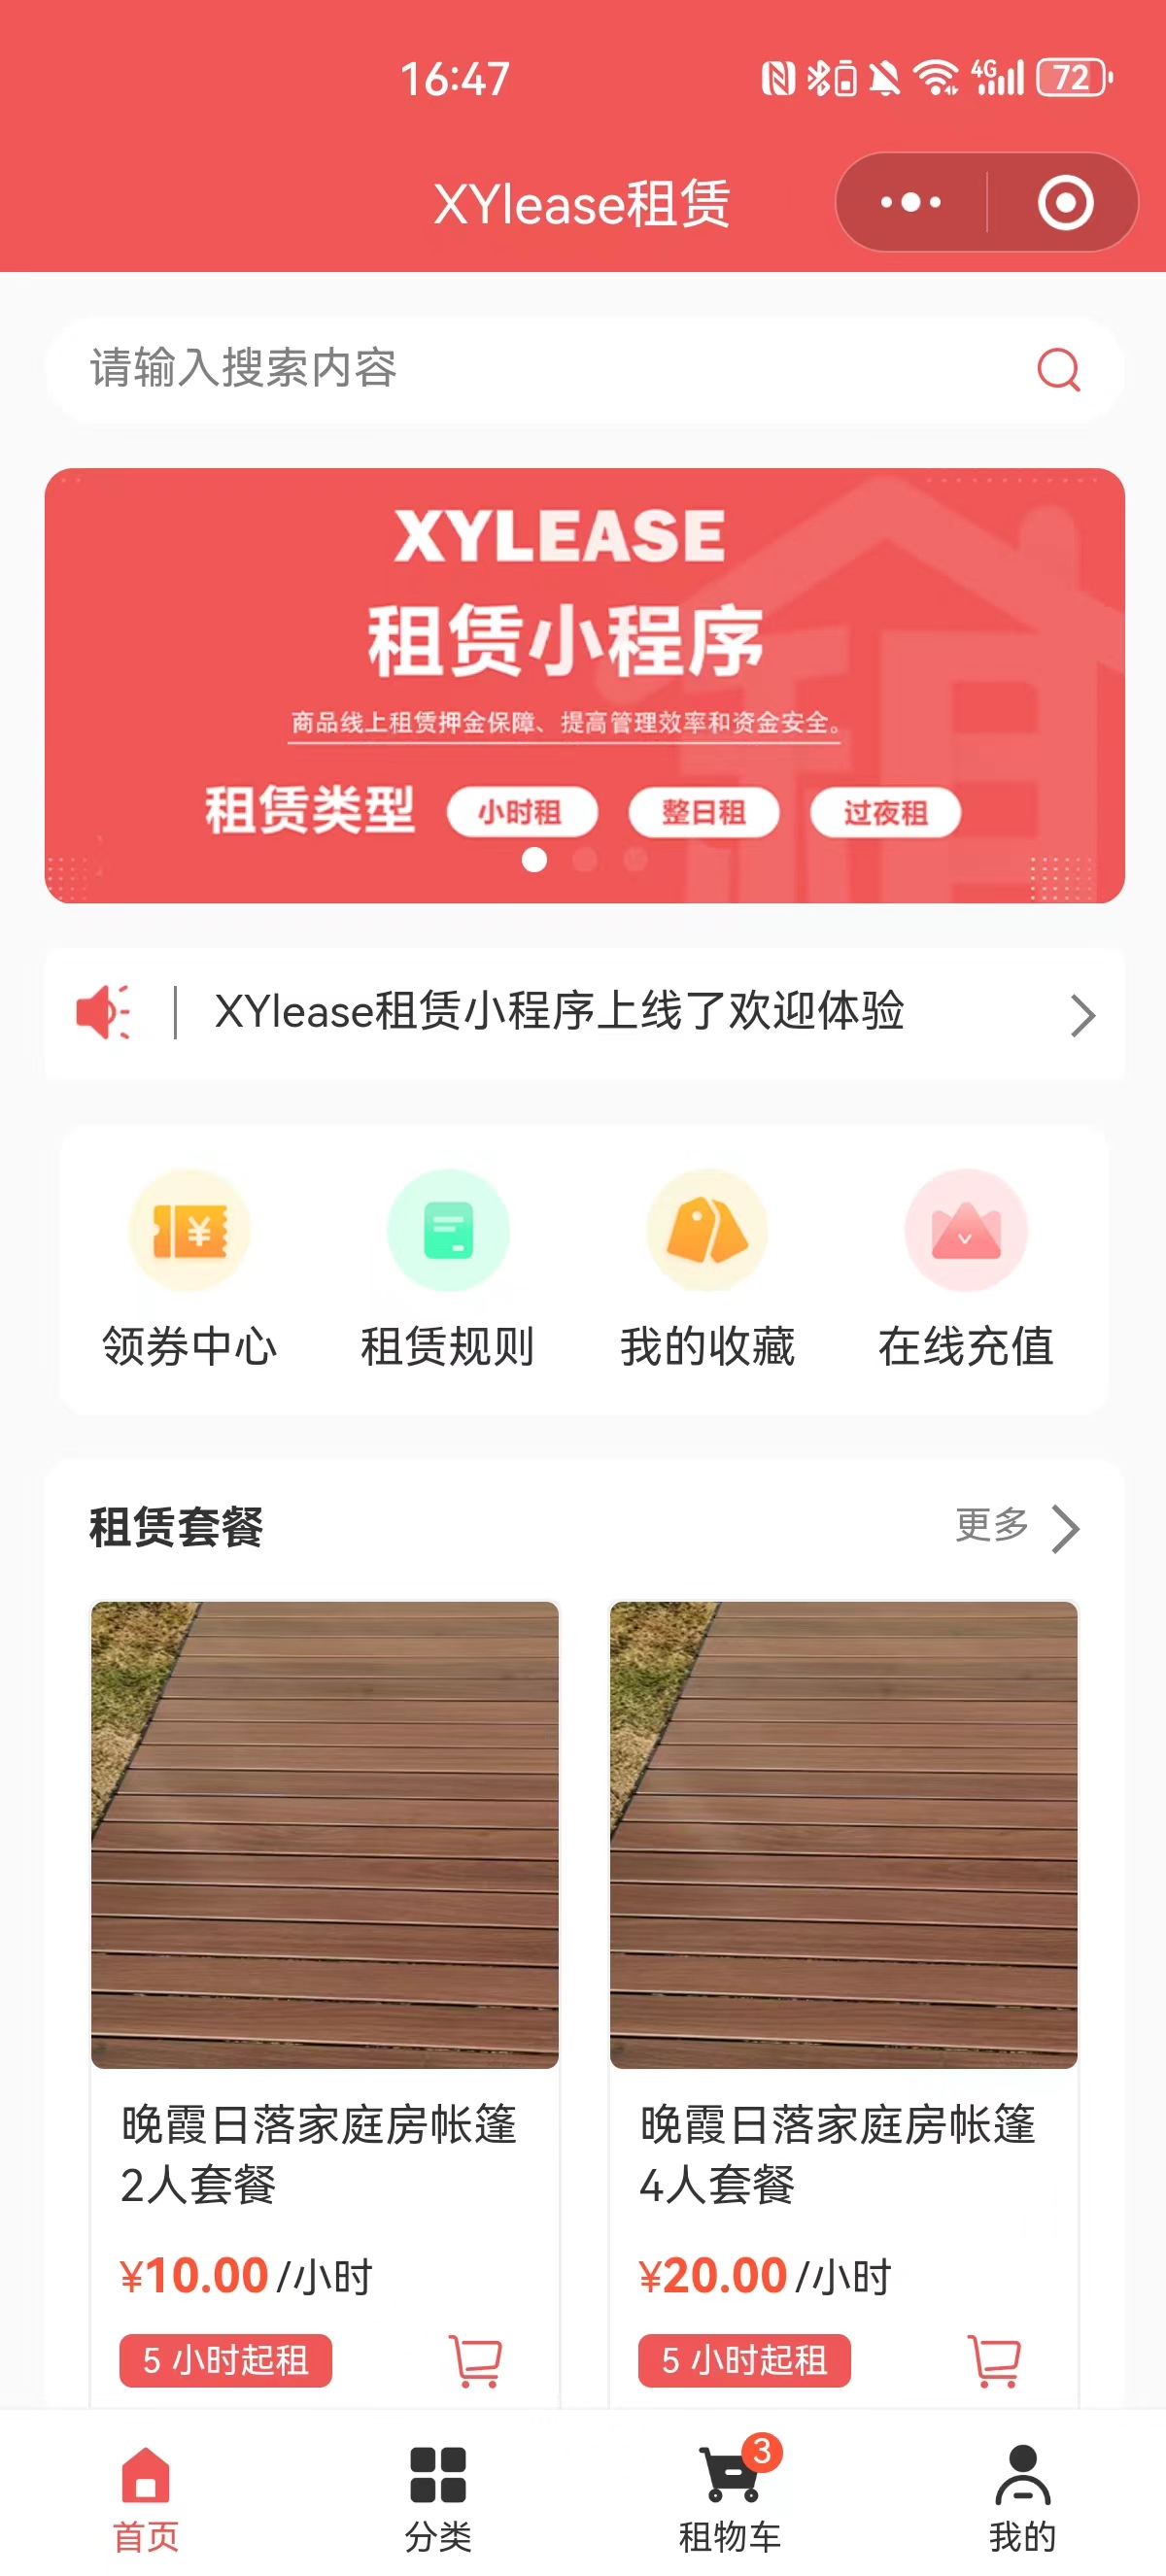 16:47
4G
72
XYlease租赁
请输入搜索内容
XYLEASE
租赁小程序
商品线上租赁押金保障、提高管理效率和资金安全。
租赁类型 小时租 整日租 过夜租
XYlease租赁小程序上线了欢迎体验
领券中心 租赁规则 我的收藏 在线充值
租赁套餐 更多
晚霞日落家庭房帐篷
2人套餐
¥10.00/小时
5 小时起租
晚霞日落家庭房帐篷
4人套餐
¥20.00/小时
5 小时起租
3
首页 分类 租物车 我的